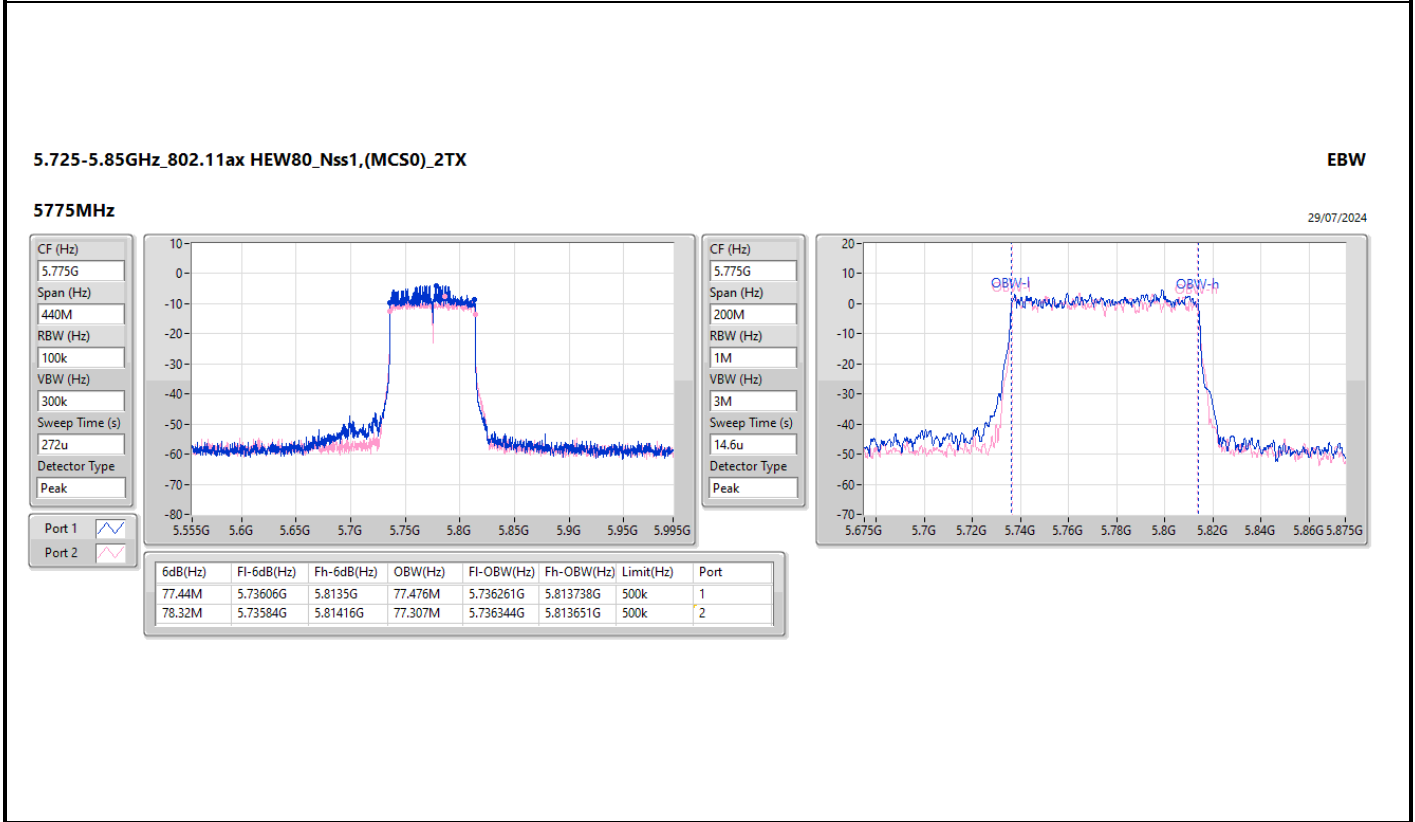 5.725-5.85GHz_802.11ax HEW80_Nss1,(MCS0)_2TX
EBW
5775MHz
29/07/2024
CF (Hz)
5.775G
Span (Hz)
440M
RBW (Hz)
100k
VBW (Hz)
300k
Sweep Time (s)
272u
Detector Type
Peak
Port 1
Port 2
10
0
-10
-20
-30
-40
-50
-60
-70
-80
5.555G 5.6G 5.65G 5.7G 5.75G 5.8G 5.85G 5.9G 5.95G 5.995G
CF (Hz)
5.775G
Span (Hz)
200M
RBW (Hz)
1M
VBW (Hz)
3M
Sweep Time (s)
14.6u
Detector Type
Peak
20
10
0
-10
-20
-30
-40
-50
-60
-70
OBW-l OBW-h
5.675G 5.7G 5.72G 5.74G 5.76G 5.78G 5.8G 5.82G 5.84G 5.86G 5.875G
6dB(Hz) Fl-6dB(Hz) Fh-6dB(Hz) OBW(Hz) Fl-OBW(Hz) Fh-OBW(Hz) Limit(Hz) Port
77.44M 5.73606G 5.8135G 77.476M 5.736261G 5.813738G 500k 1
78.32M 5.73584G 5.81416G 77.307M 5.736344G 5.813651G 500k 2